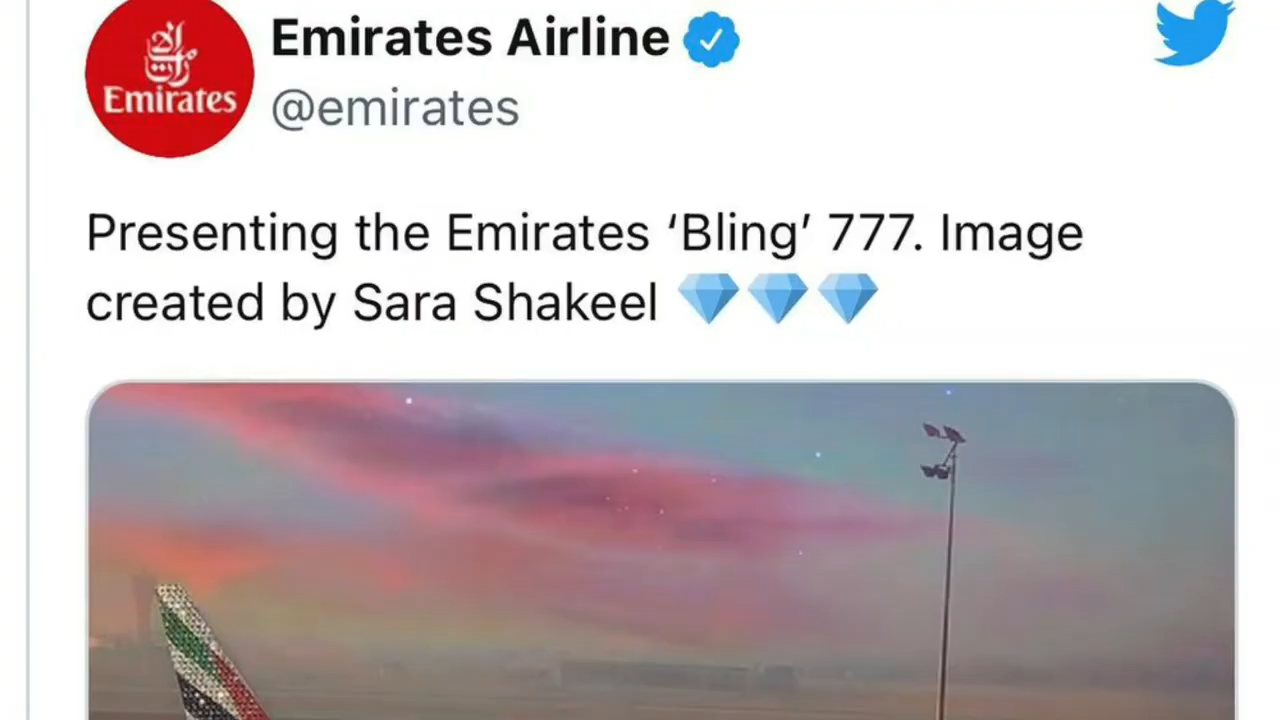 Emirates Airline
Emirates
@emirates
Presenting the Emirates ‘Bling’ 777. Image
created by Sara Shakeel 💎💎💎